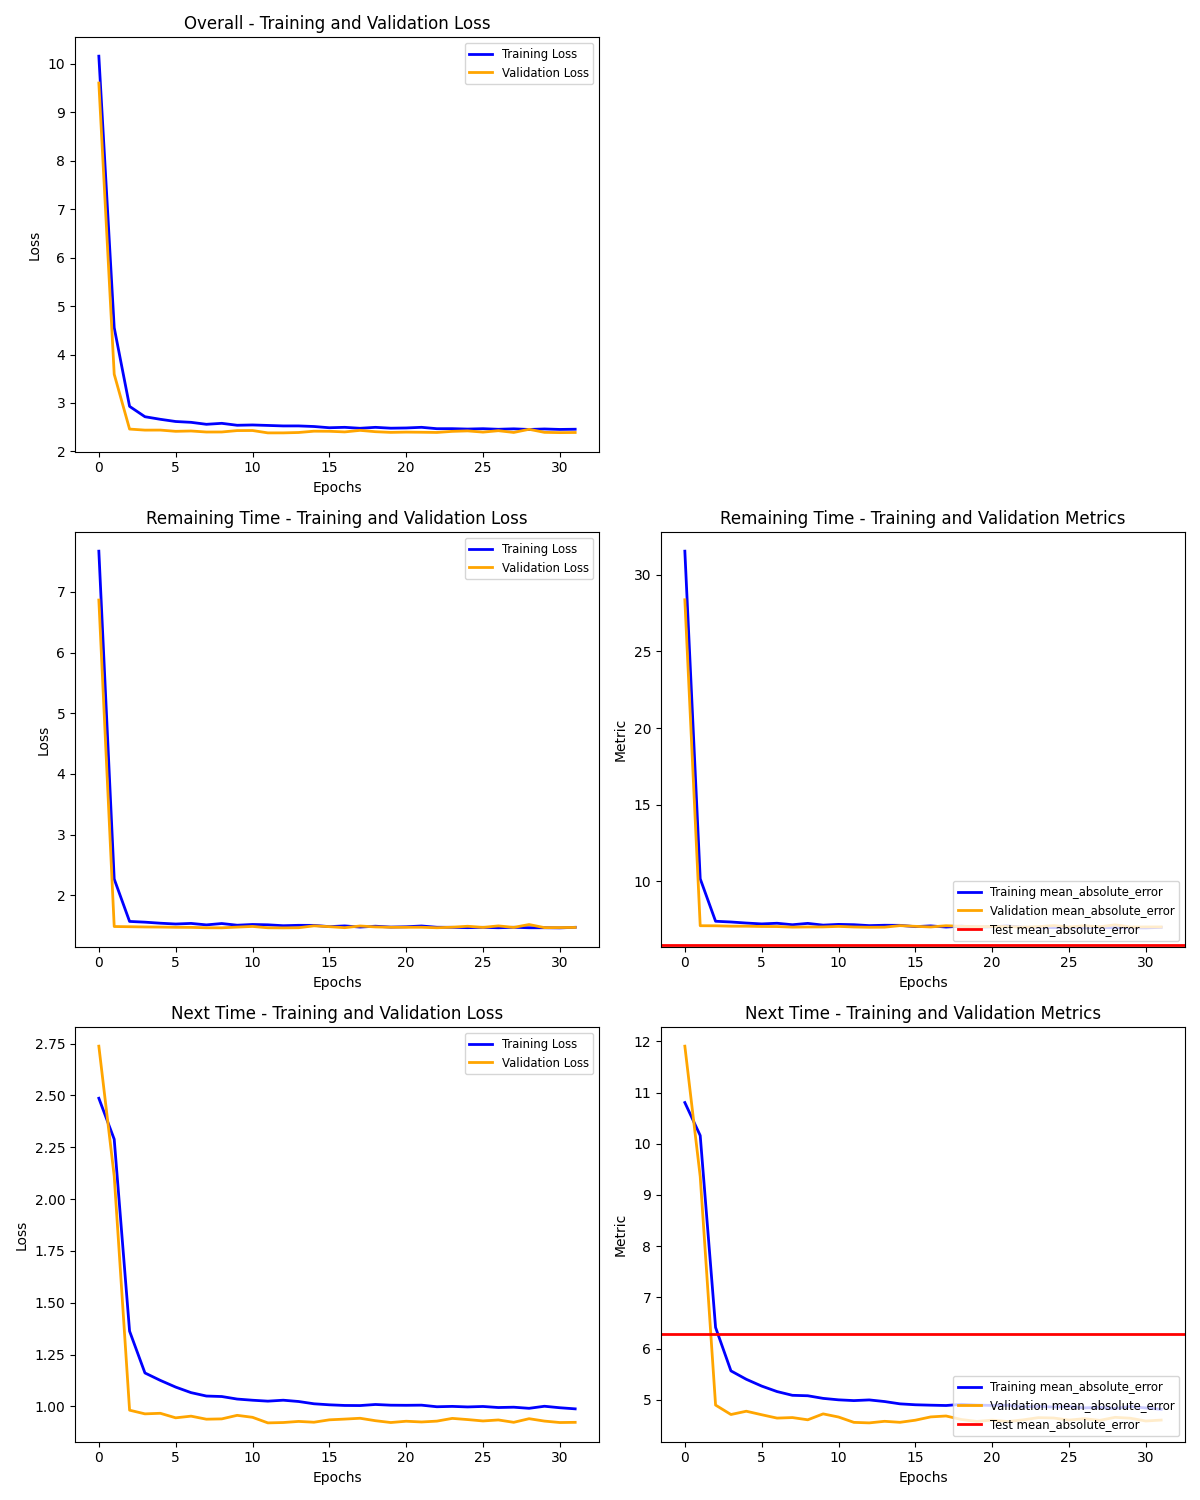 Overall - Training and Validation Loss
Training Loss
Validation Loss
10
9
8
7
6
5
4
3
2
Loss
0 5 10 15 20 25 30
Epochs
Remaining Time - Training and Validation Loss
Training Loss
Validation Loss
7
6
5
4
3
2
Loss
0 5 10 15 20 25 30
Epochs
Remaining Time - Training and Validation Metrics
30
25
20
15
10
Metric
Training mean_absolute_error
Validation mean_absolute_error
Test mean_absolute_error
0 5 10 15 20 25 30
Epochs
Next Time - Training and Validation Loss
Training Loss
Validation Loss
2.75
2.50
2.25
2.00
1.75
1.50
1.25
1.00
Loss
0 5 10 15 20 25 30
Epochs
Next Time - Training and Validation Metrics
12
11
10
9
8
7
6
5
Metric
Training mean_absolute_error
Validation mean_absolute_error
Test mean_absolute_error
0 5 10 15 20 25 30
Epochs